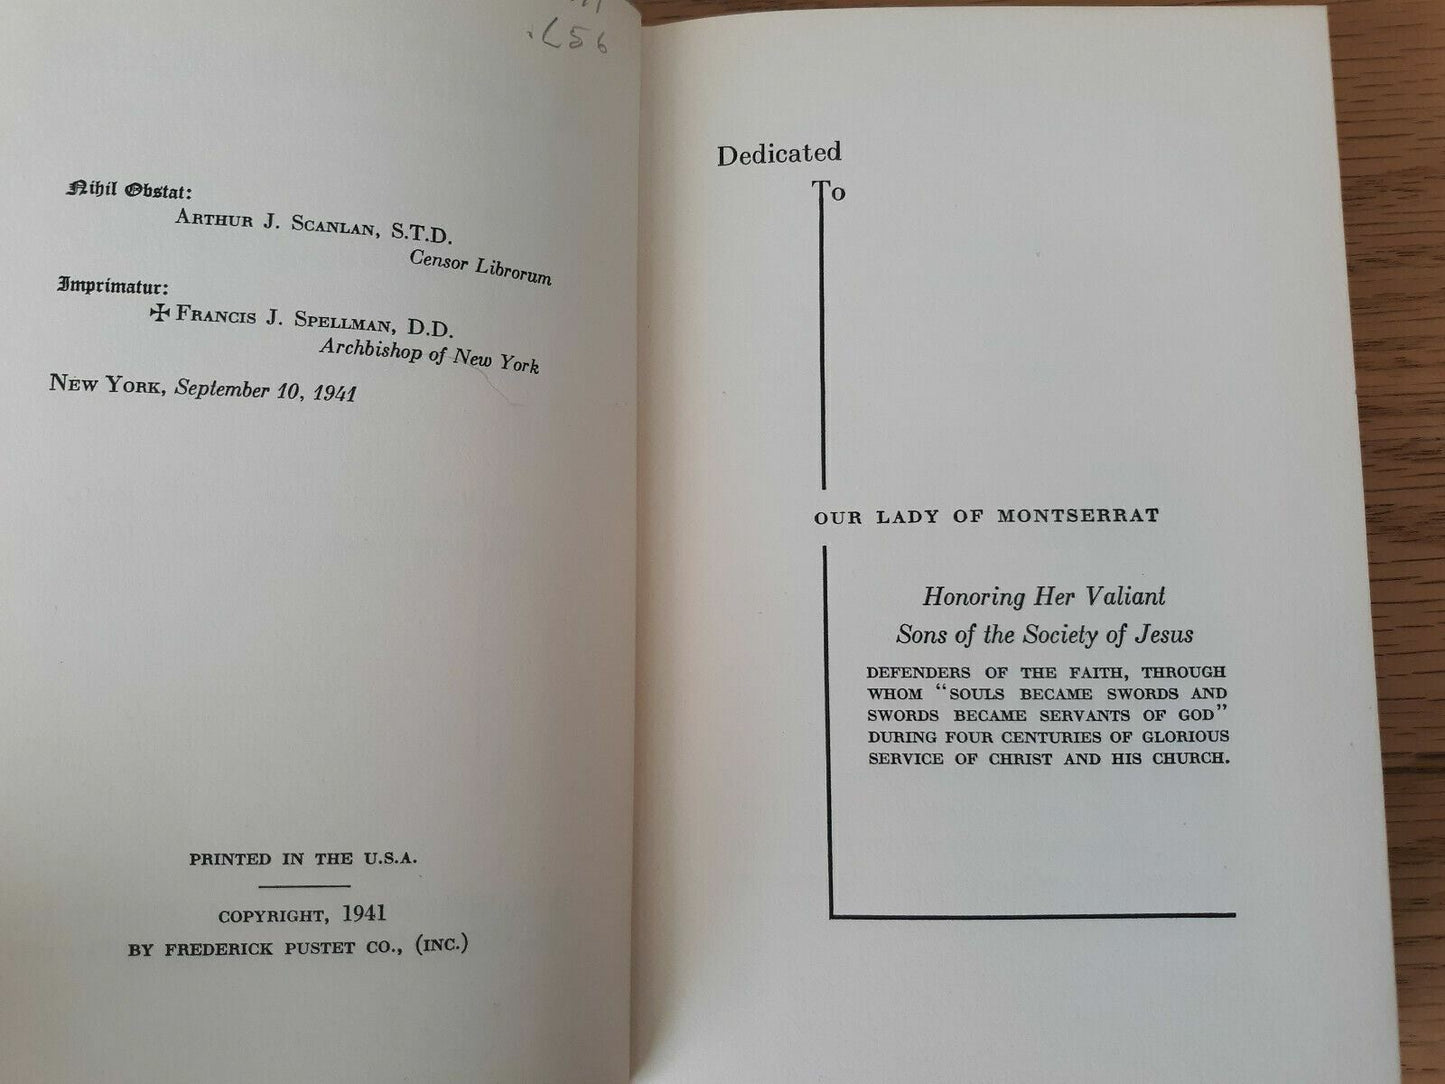 L56
Nihil Obstat:
ARTHUR J. SCANLAN, S.T.D.
Censor Librorum
Imprimatur:
✠ FRANCIS J. SPELLMAN, D.D.
Archbishop of New York
NEW YORK, September 10, 1941
PRINTED IN THE U.S.A.
COPYRIGHT, 1941
BY FREDERICK PUSTET CO., (INC.)
Dedicated
To
OUR LADY OF MONTSERRAT
Honoring Her Valiant
Sons of the Society of Jesus
DEFENDERS OF THE FAITH, THROUGH
WHOM “SOULS BECAME SWORDS AND
SWORDS BECAME SERVANTS OF GOD”
DURING FOUR CENTURIES OF GLORIOUS
SERVICE OF CHRIST AND HIS CHURCH.